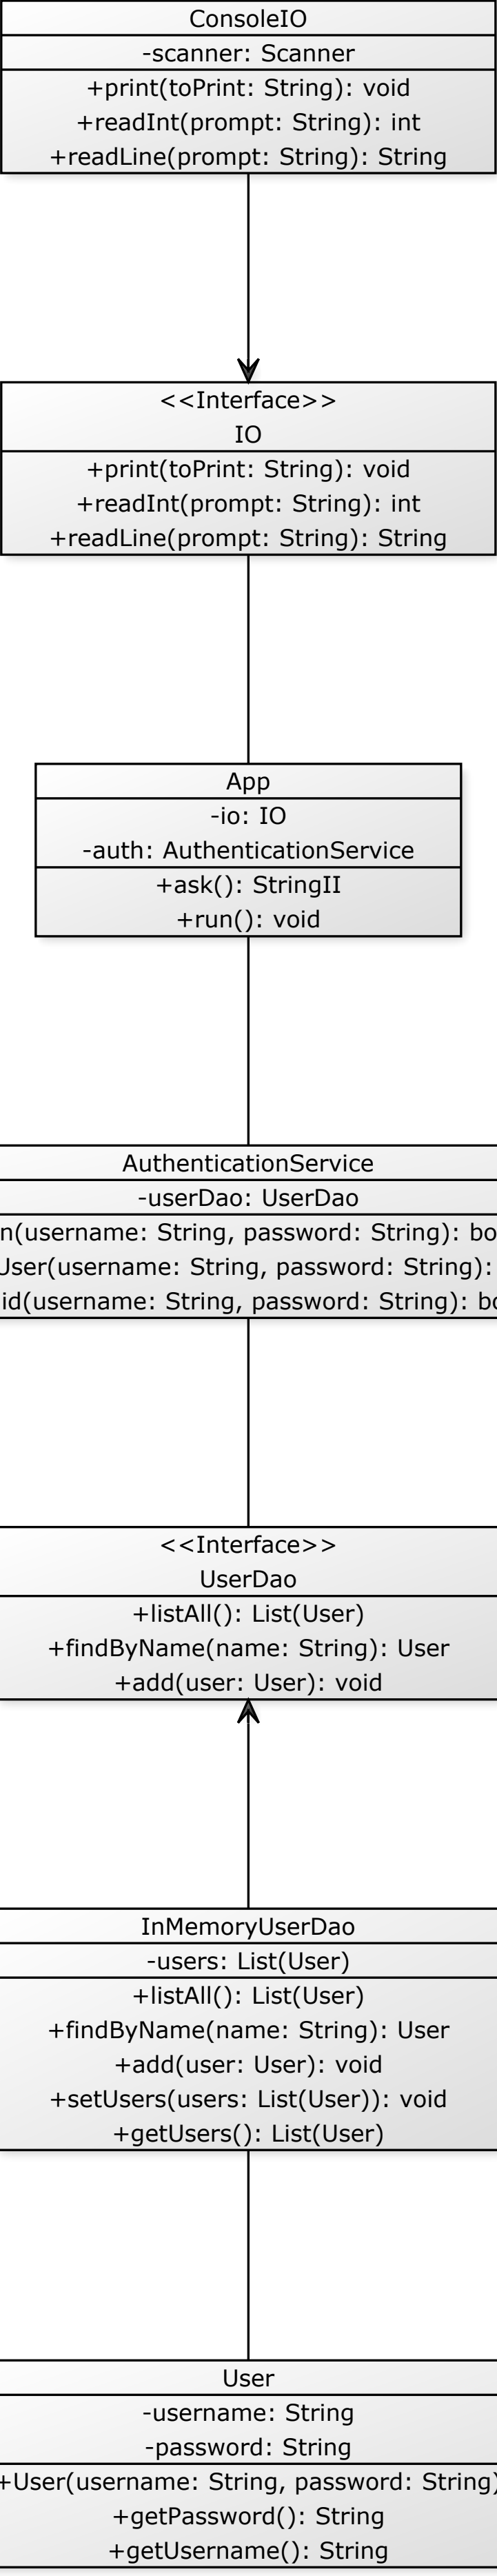 ConsoleIO
-scanner: Scanner
+print(toPrint: String): void
+readInt(prompt: String): int
+readLine(prompt: String): String
<<Interface>>
IO
+print(toPrint: String): void
+readInt(prompt: String): int
+readLine(prompt: String): String
App
-io: IO
-auth: AuthenticationService
+ask(): StringII
+run(): void
AuthenticationService
-userDao: UserDao
n(username: String, password: String): bo
User(username: String, password: String):
id(username: String, password: String): bo
<<Interface>>
UserDao
+listAll(): List(User)
+findByName(name: String): User
+add(user: User): void
InMemoryUserDao
-users: List(User)
+listAll(): List(User)
+findByName(name: String): User
+add(user: User): void
+setUsers(users: List(User)): void
+getUsers(): List(User)
User
-username: String
-password: String
+User(username: String, password: String)
+getPassword(): String
+getUsername(): String